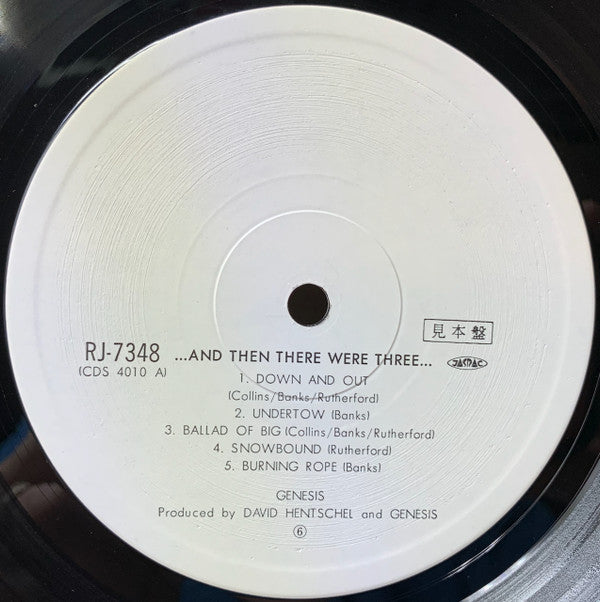 見本盤
RJ-7348 ...AND THEN THERE WERE THREE... JASRAC
(CDS 4010 A)
1. DOWN AND OUT
(Collins/Banks/Rutherford)
2. UNDERTOW (Banks)
3. BALLAD OF BIG (Collins/Banks/Rutherford)
4. SNOWBOUND (Rutherford)
5. BURNING ROPE (Banks)
GENESIS
Produced by DAVID HENTSCHEL and GENESIS
⑥